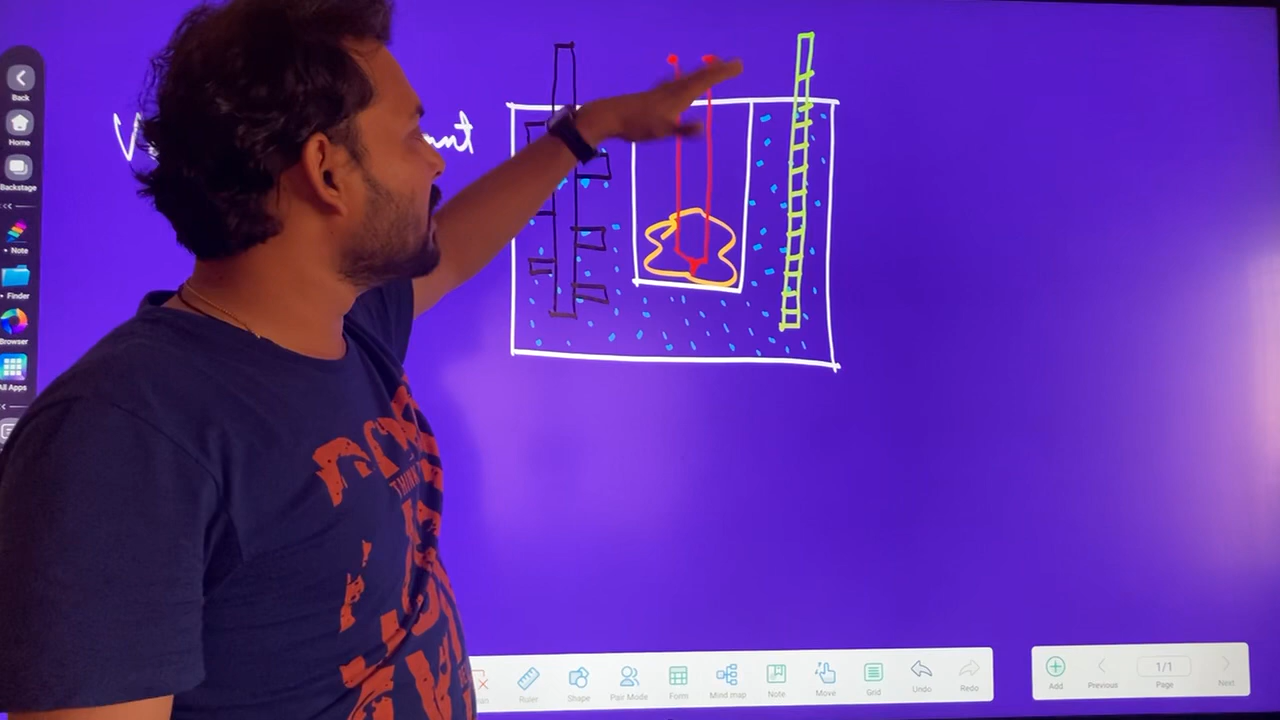 Back
Home
Backstage
Note
Finder
Browser
All Apps
THINK
Ruler Shape Pair Mode Form Mind map Note Move Grid Undo Redo
Add Previous 1/1 Page Next